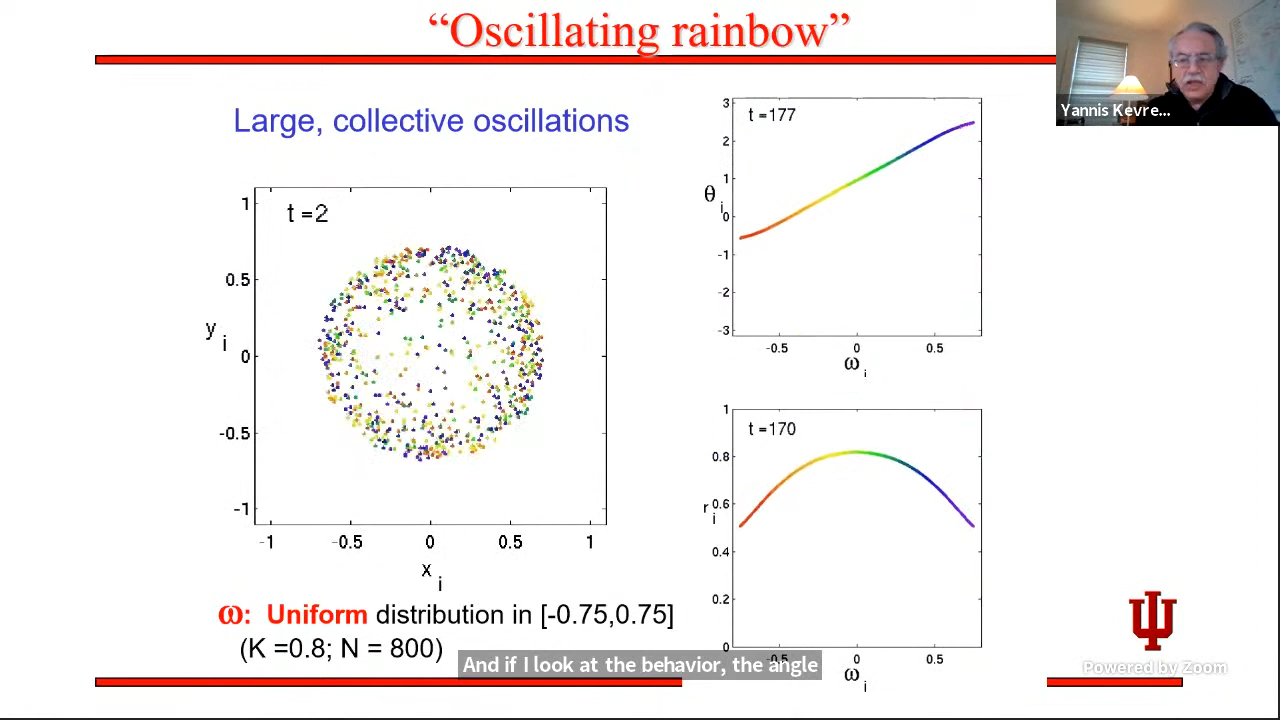 “Oscillating rainbow”
Yannis Kevre...
Large, collective oscillations
t =2
1
0.5
0
-0.5
-1
y i
-1
-0.5
0
0.5
1
x i
ω: Uniform distribution in [-0.75,0.75]
(K =0.8; N = 800)
t =177
3
2
1
0
-1
-2
-3
θ i
-0.5
0
0.5
ω i
t =170
1
0.8
0.6
0.4
0.2
0
r i
-0.5
0
0.5
ω i
And if I look at the behavior, the angle
Powered by Zoom